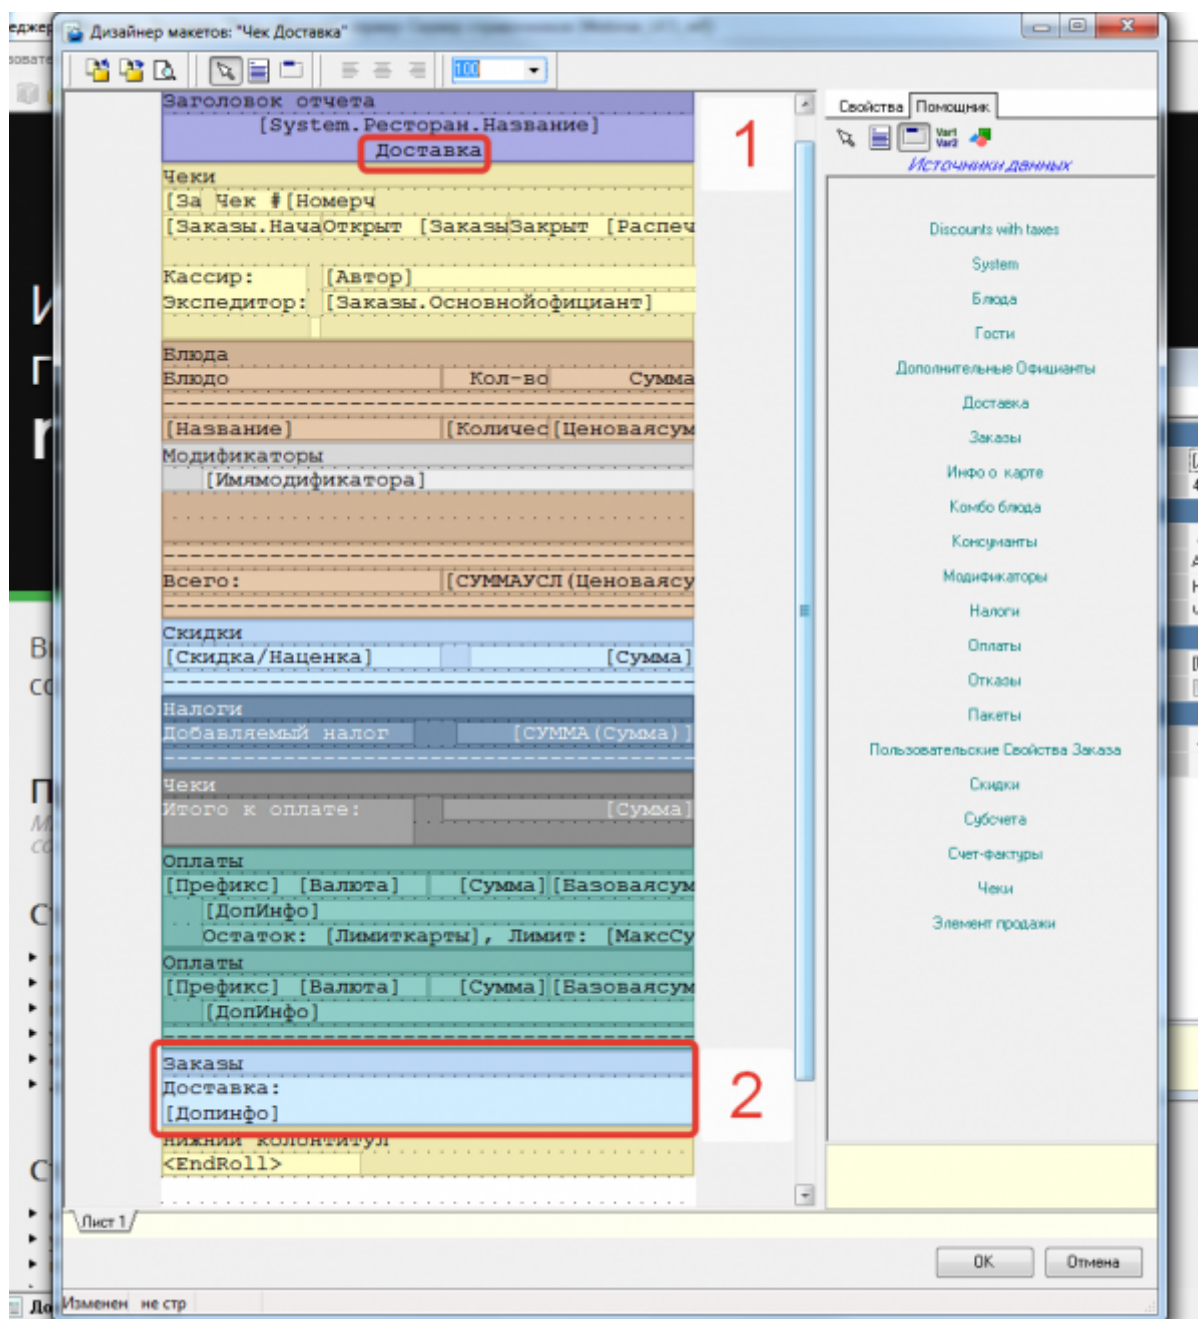 Дизайнер макетов: "Чек Доставка"
100
Заголовок отчета
[System.Ресторан.Название]
Доставка
1
Чеки
[За Чек #[Номерч
[Заказы.НачаОткрыт [ЗаказыЗакрыт [Распеч
Кассир: [Автор]
Экспедитор: [Заказы.Основнойофициант]
Блюда
Блюдо Кол-во Сумма
[Название] [Количес[Ценоваясум
Модификаторы
[Имямодификатора]
Всего: [СУММАУСЛ(Ценоваясу
Скидки
[Скидка/Наценка] [Сумма]
Налоги
Добавляемый налог [СУММА(Сумма)]
Чеки
Итого к оплате: [Сумма]
Оплаты
[Префикс] [Валюта] [Сумма][Базоваясум
[ДопИнфо]
Остаток: [Лимиткарты], Лимит: [МаксСу
Оплаты
[Префикс] [Валюта] [Сумма][Базоваясум
[ДопИнфо]
Заказы
Доставка:
[Допинфо]
2
Нижний колонтитул
<EndRoll>
Лист 1
Свойства Помощник
Var1
Var2
Источники данных
Discounts with taxes
System
Блюда
Гости
Дополнительные Официанты
Доставка
Заказы
Инфо о карте
Комбо блюда
Консуманты
Модификаторы
Налоги
Оплаты
Отказы
Пакеты
Пользовательские Свойства Заказа
Скидки
Субсчета
Счет-фактуры
Чеки
Элемент продажи
OK Отмена
Изменен не стр